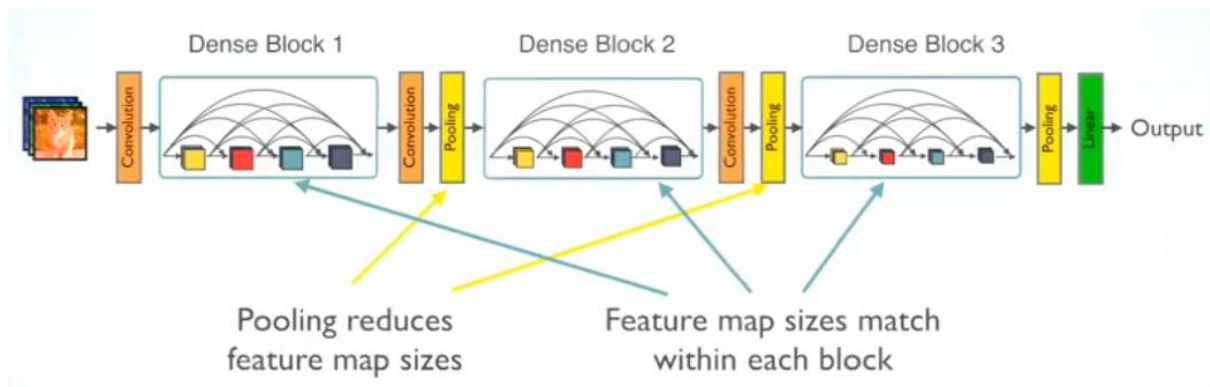 Dense Block 1
Dense Block 2
Dense Block 3
Convolution
Convolution
Pooling
Convolution
Pooling
Pooling
Linear
Output
Pooling reduces
feature map sizes
Feature map sizes match
within each block